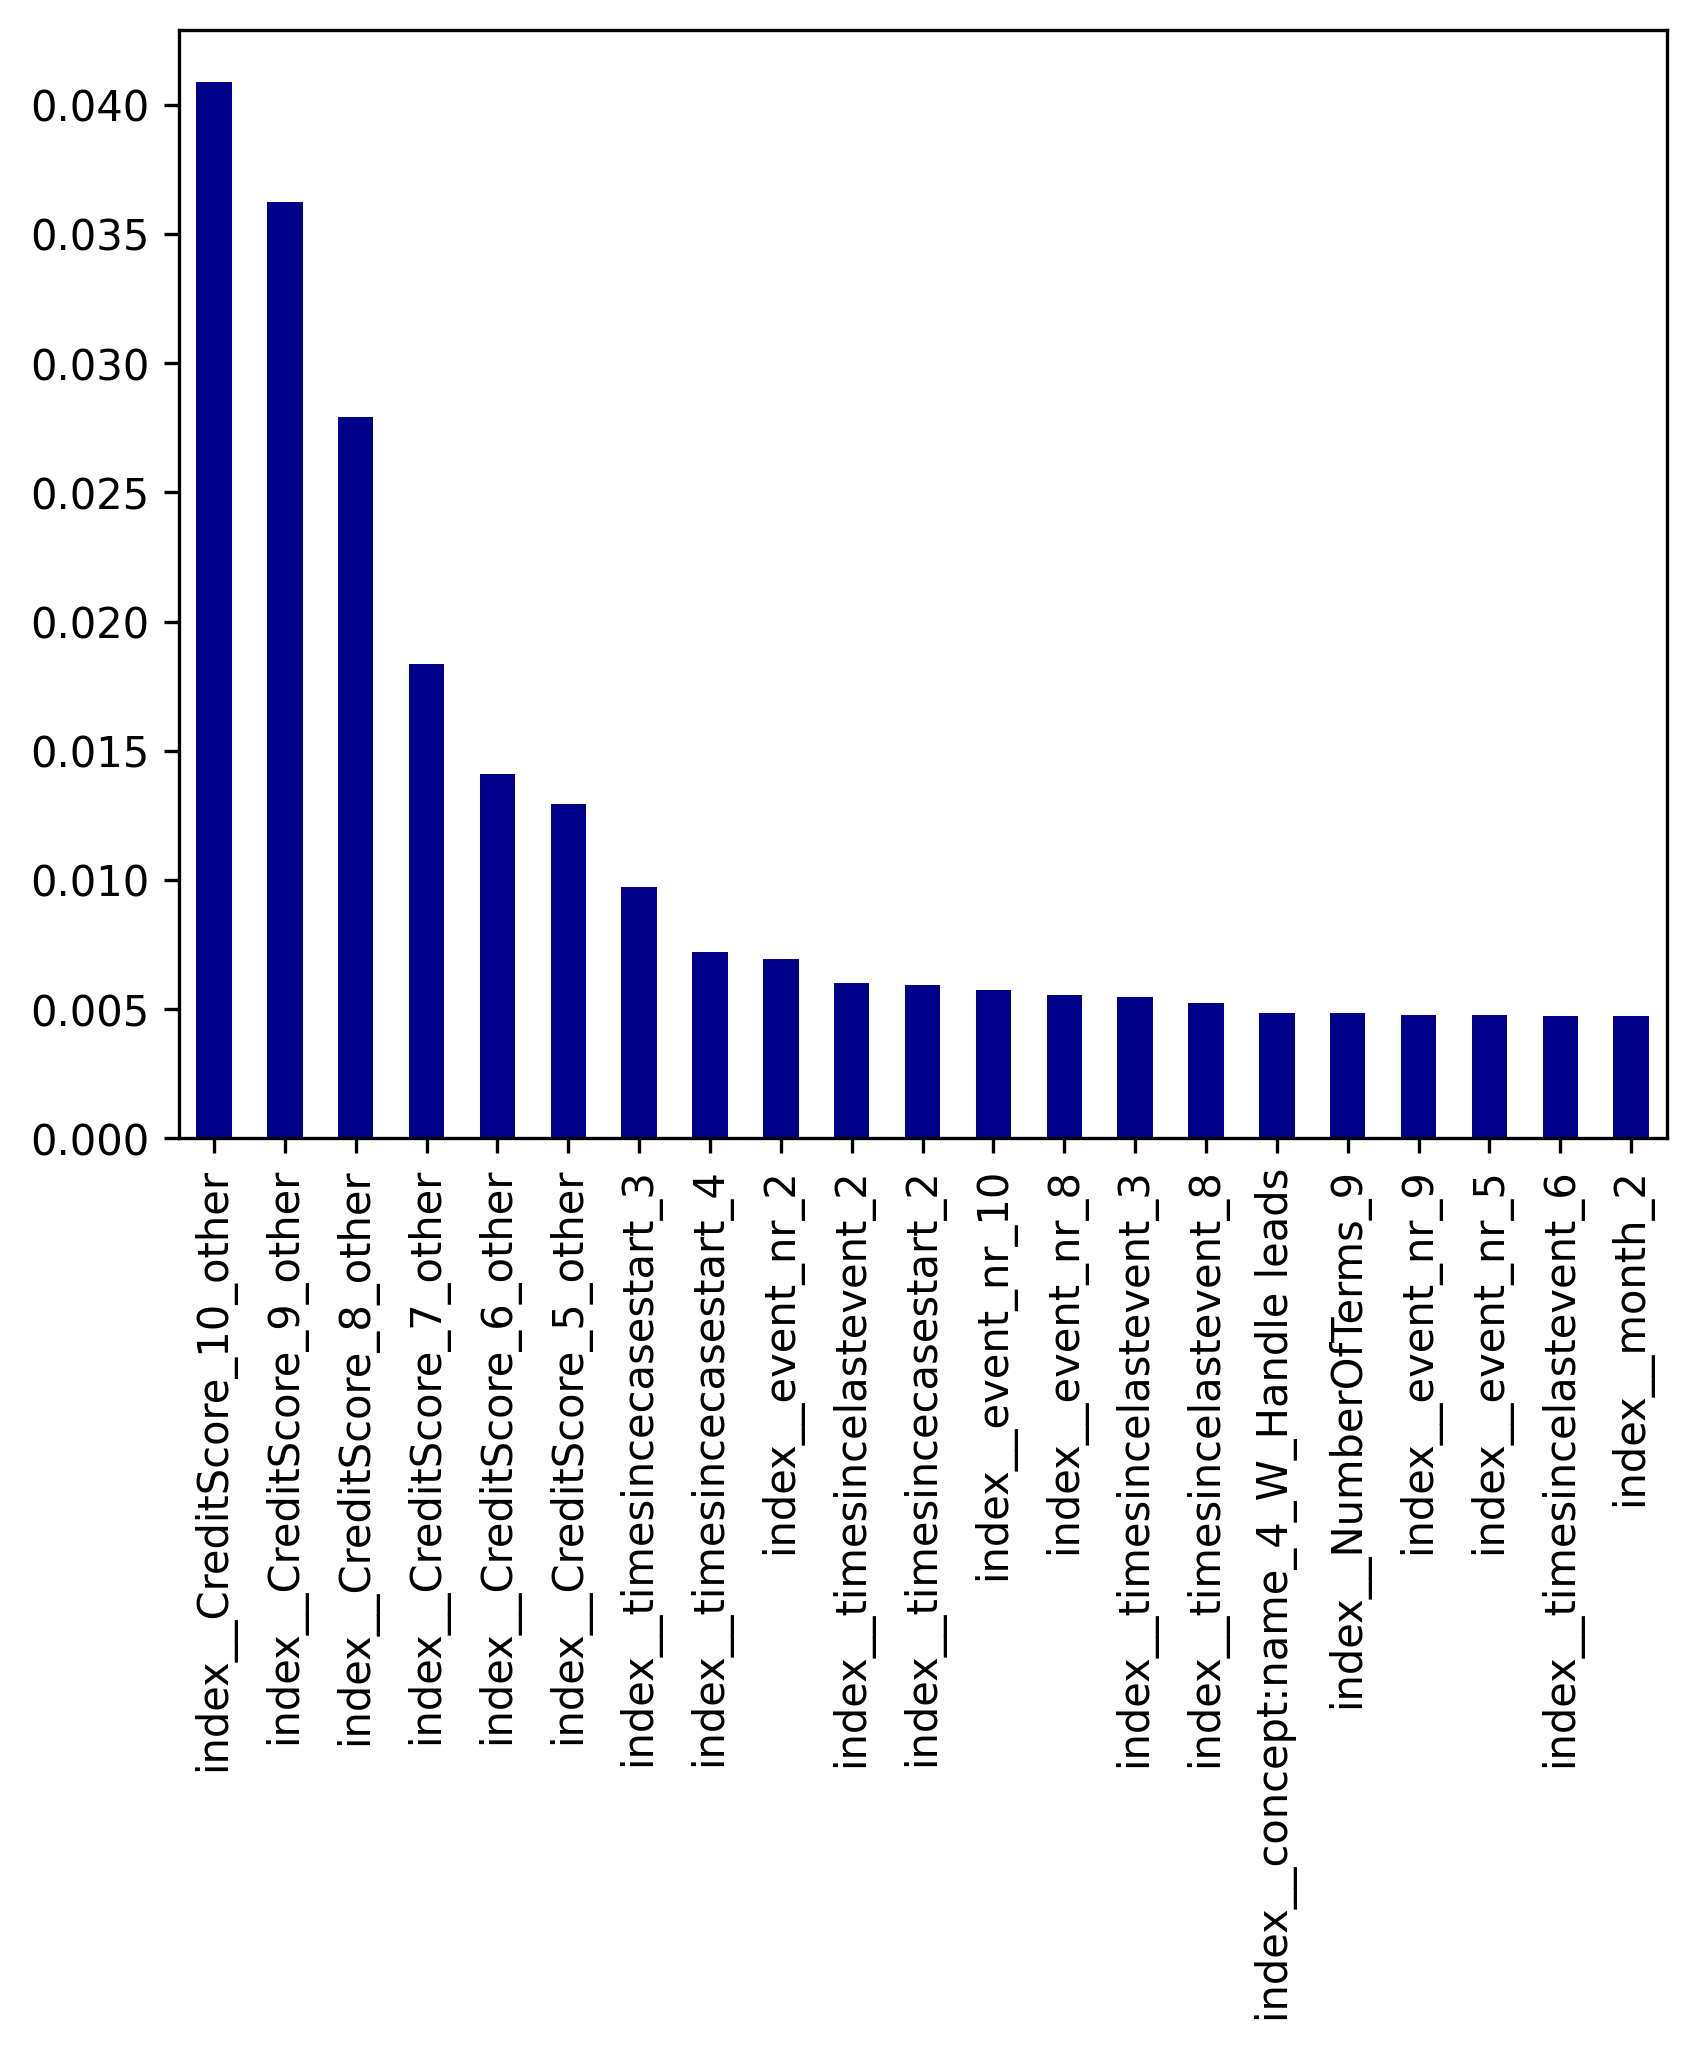 0.040
0.035
0.030
0.025
0.020
0.015
0.010
0.005
0.000
index__CreditScore_10_other
index__CreditScore_9_other
index__CreditScore_8_other
index__CreditScore_7_other
index__CreditScore_6_other
index__CreditScore_5_other
index__timesincecasestart_3
index__timesincecasestart_4
index__event_nr_2
index__timesincelastevent_2
index__timesincecasestart_2
index__event_nr_10
index__event_nr_8
index__timesincelastevent_3
index__timesincelastevent_8
index__concept:name_4_W_Handle leads
index__NumberOfTerms_9
index__event_nr_9
index__event_nr_5
index__timesincelastevent_6
index__month_2